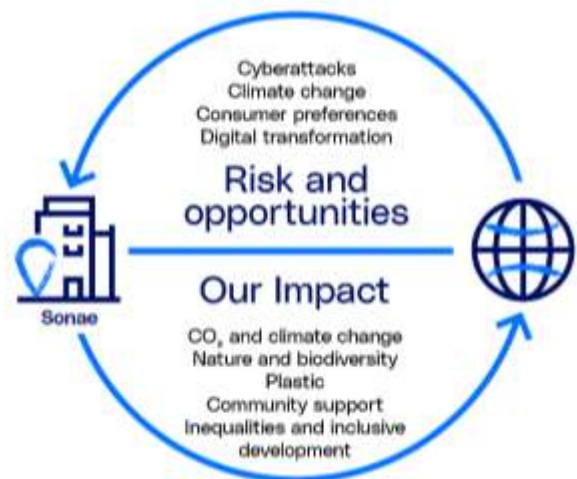 Cyberattacks
Climate change
Consumer preferences
Digital transformation
Risk and
opportunities
Our Impact
Sonae
CO₂ and climate change
Nature and biodiversity
Plastic
Community support
Inequalities and inclusive
development